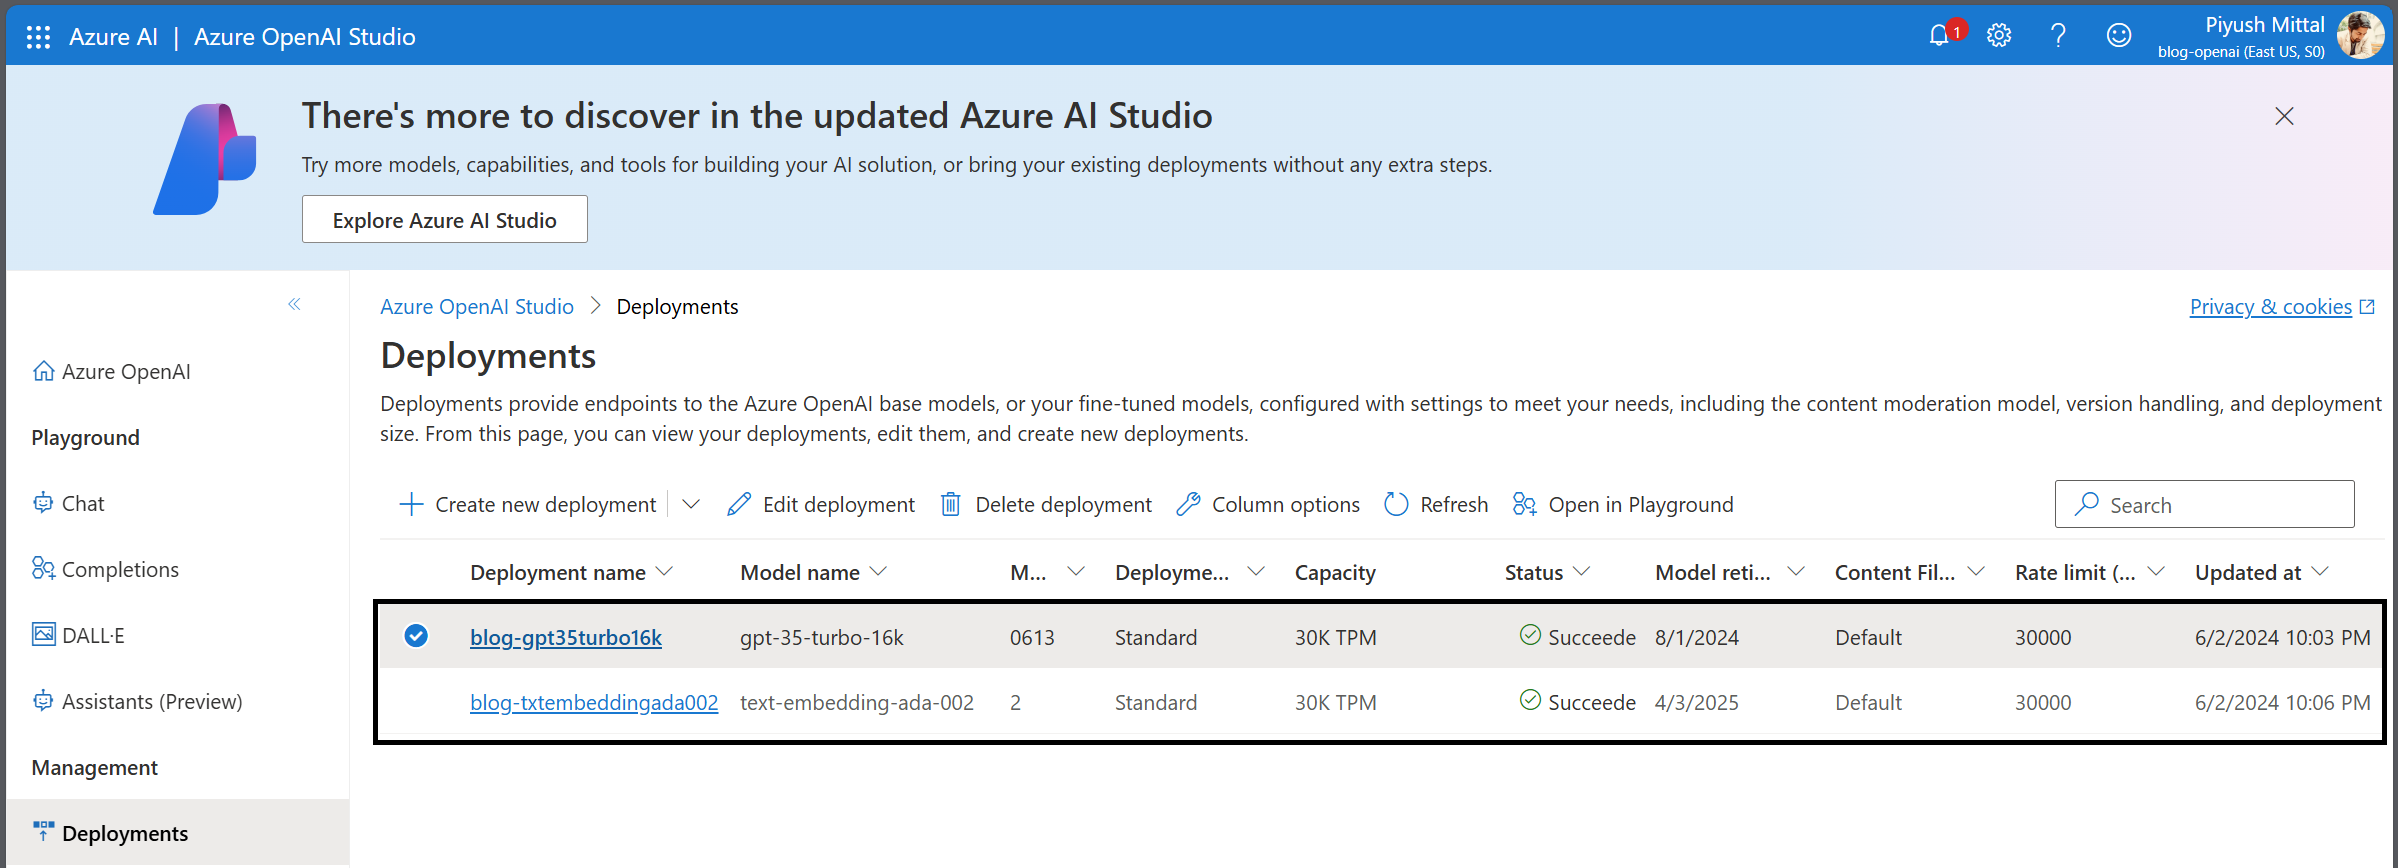 Azure AI | Azure OpenAI Studio
1
Piyush Mittal
blog-openai (East US, S0)
There's more to discover in the updated Azure AI Studio
Try more models, capabilities, and tools for building your AI solution, or bring your existing deployments without any extra steps.
Explore Azure AI Studio
Azure OpenAI
Playground
Chat
Completions
DALL·E
Assistants (Preview)
Management
Deployments
Azure OpenAI Studio > Deployments
Privacy & cookies
Deployments
Deployments provide endpoints to the Azure OpenAI base models, or your fine-tuned models, configured with settings to meet your needs, including the content moderation model, version handling, and deployment
size. From this page, you can view your deployments, edit them, and create new deployments.
Create new deployment Edit deployment Delete deployment Column options Refresh Open in Playground Search
Deployment name Model name M... Deployme... Capacity Status Model reti... Content Fil... Rate limit (... Updated at
blog-gpt35turbo16k gpt-35-turbo-16k 0613 Standard 30K TPM Succeede 8/1/2024 Default 30000 6/2/2024 10:03 PM
blog-txtembeddingada002 text-embedding-ada-002 2 Standard 30K TPM Succeede 4/3/2025 Default 30000 6/2/2024 10:06 PM